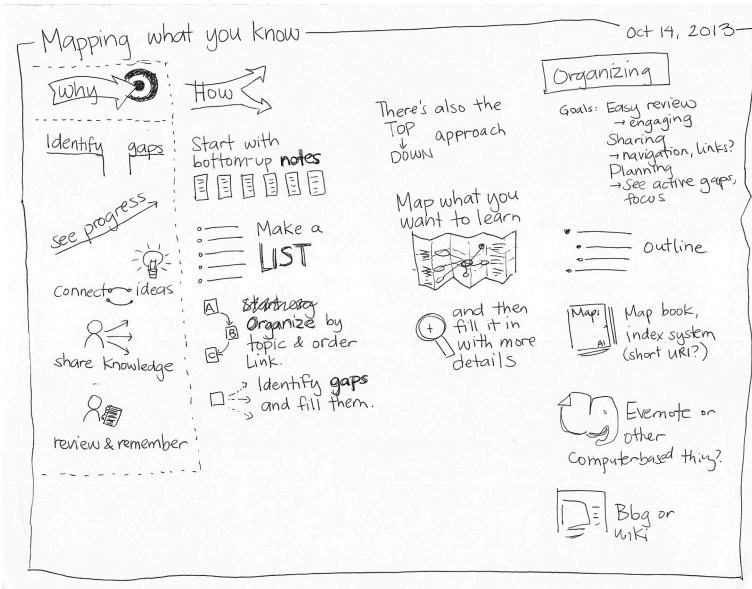 Mapping what you know
Oct 14, 2013
Why
Identify gaps
see progress
Connect ideas
share knowledge
review & remember
How
Start with
bottom-up notes
Make a
LIST
A
B
C
Organize by
topic & order
Link.
Identify gaps
and fill them.
There's also the
TOP
DOWN
approach
Map what you
want to learn
and then
fill it in
with more
details
Organizing
Goals: Easy review
→ engaging
Sharing
→ navigation, links?
Planning
→ See active gaps,
focus
outline
Map:
A1
Map book,
index system
(short URI?)
Evernote or
other
computer-based thing?
Blog or
wiki